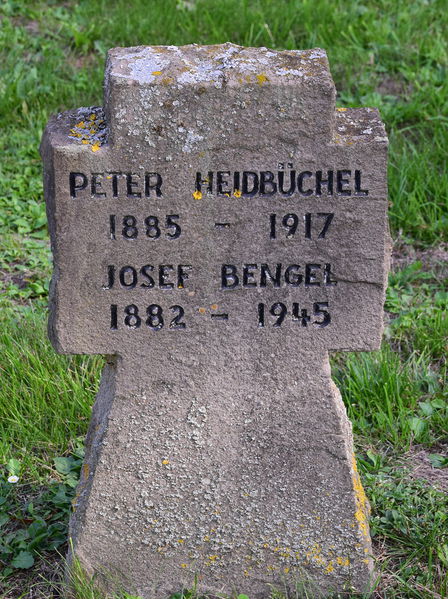 PETER HEIDBÜCHEL
1885 - 1917
JOSEF BENGEL
1882 - 1945